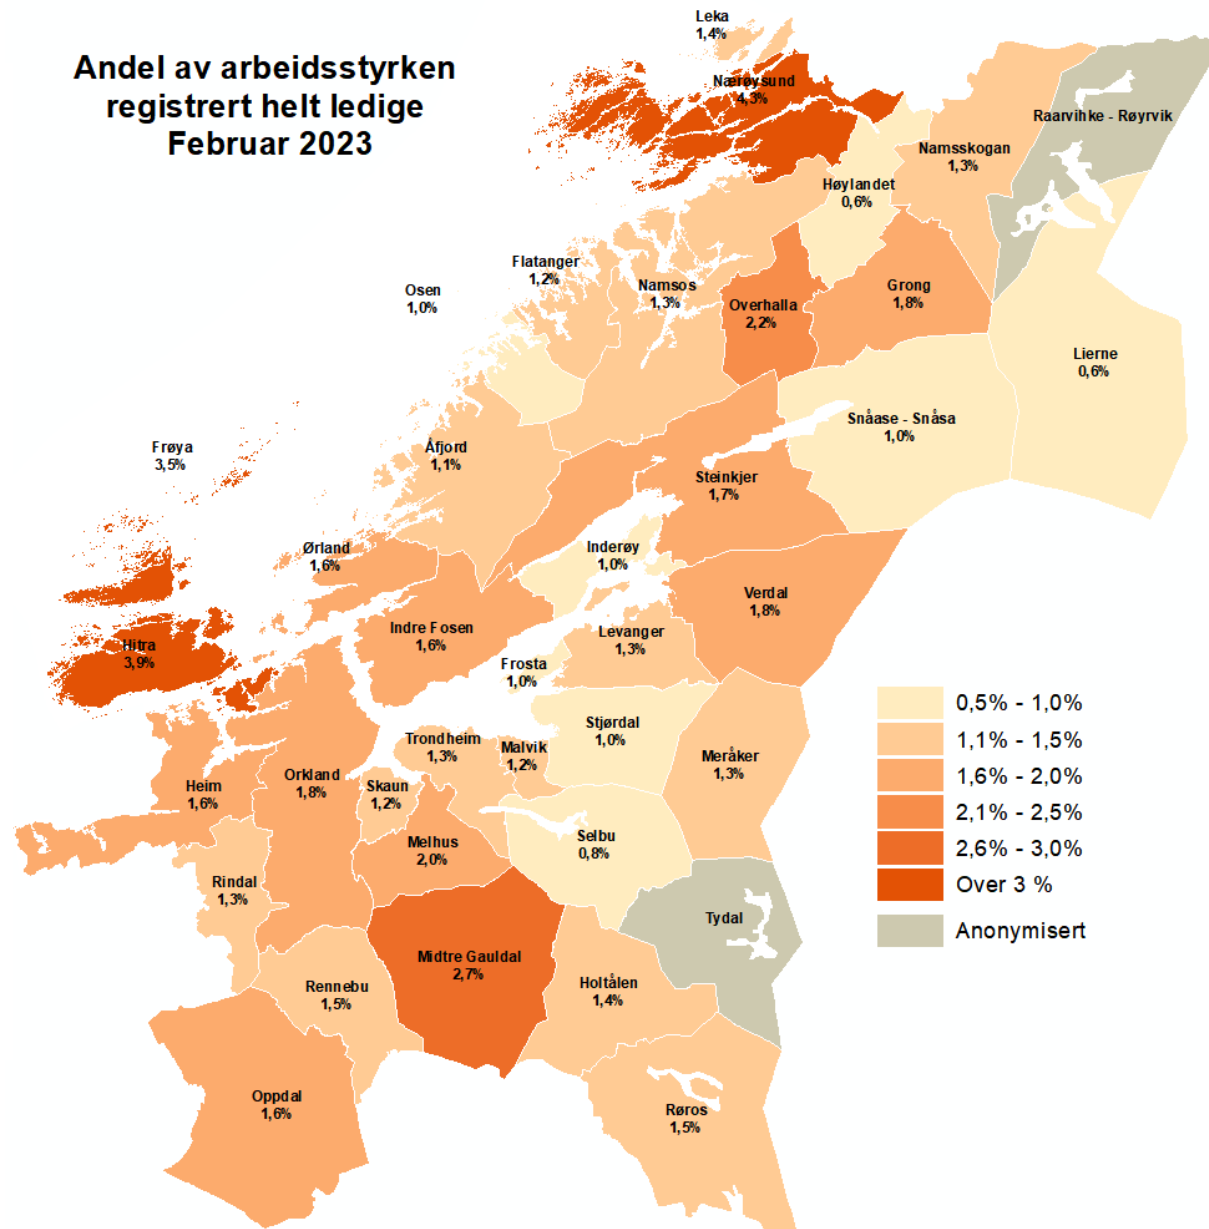 Andel av arbeidsstyrken
registrert helt ledige
Februar 2023
Leka
1,4%
Nærøysund
4,3%
Raarvihke - Røyrvik
Namsskogan
1,3%
Høylandet
0,6%
Flatanger
1,2%
Namsos
1,3%
Osen
1,0%
Overhalla
2,2%
Grong
1,8%
Lierne
0,6%
Snåase - Snåsa
1,0%
Frøya
3,5%
Åfjord
1,1%
Steinkjer
1,7%
Ørland
1,6%
Inderøy
1,0%
Verdal
1,8%
Indre Fosen
1,6%
Levanger
1,3%
Hitra
3,9%
Frosta
1,0%
Stjørdal
1,0%
Trondheim
1,3%
Malvik
1,2%
Meråker
1,3%
Heim
1,6%
Orkland
1,8%
Skaun
1,2%
Melhus
2,0%
Selbu
0,8%
Rindal
1,3%
Tydal
Midtre Gauldal
2,7%
Rennebu
1,5%
Holtålen
1,4%
Oppdal
1,6%
Røros
1,5%
0,5% - 1,0%
1,1% - 1,5%
1,6% - 2,0%
2,1% - 2,5%
2,6% - 3,0%
Over 3 %
Anonymisert